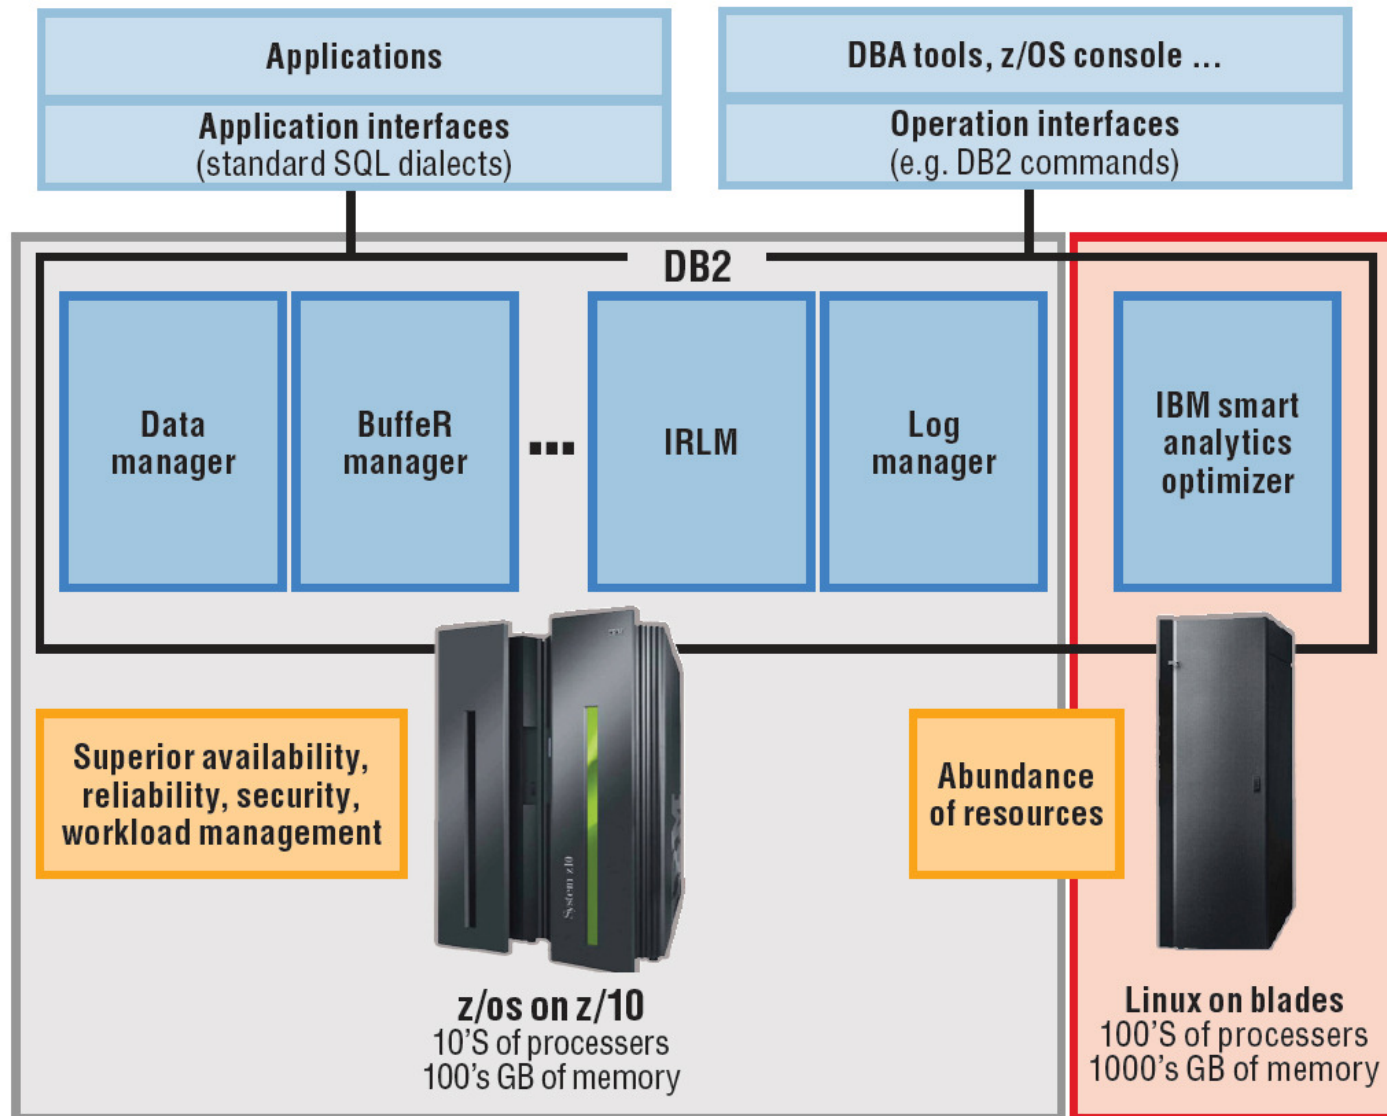 Applications
Application interfaces
(standard SQL dialects)
DBA tools, z/OS console ...
Operation interfaces
(e.g. DB2 commands)
DB2
Data
manager
BuffeR
manager
...
IRLM
Log
manager
IBM smart
analytics
optimizer
Superior availability,
reliability, security,
workload management
System z10
Abundance
of resources
z/os on z/10
10'S of processers
100's GB of memory
Linux on blades
100'S of processers
1000's GB of memory